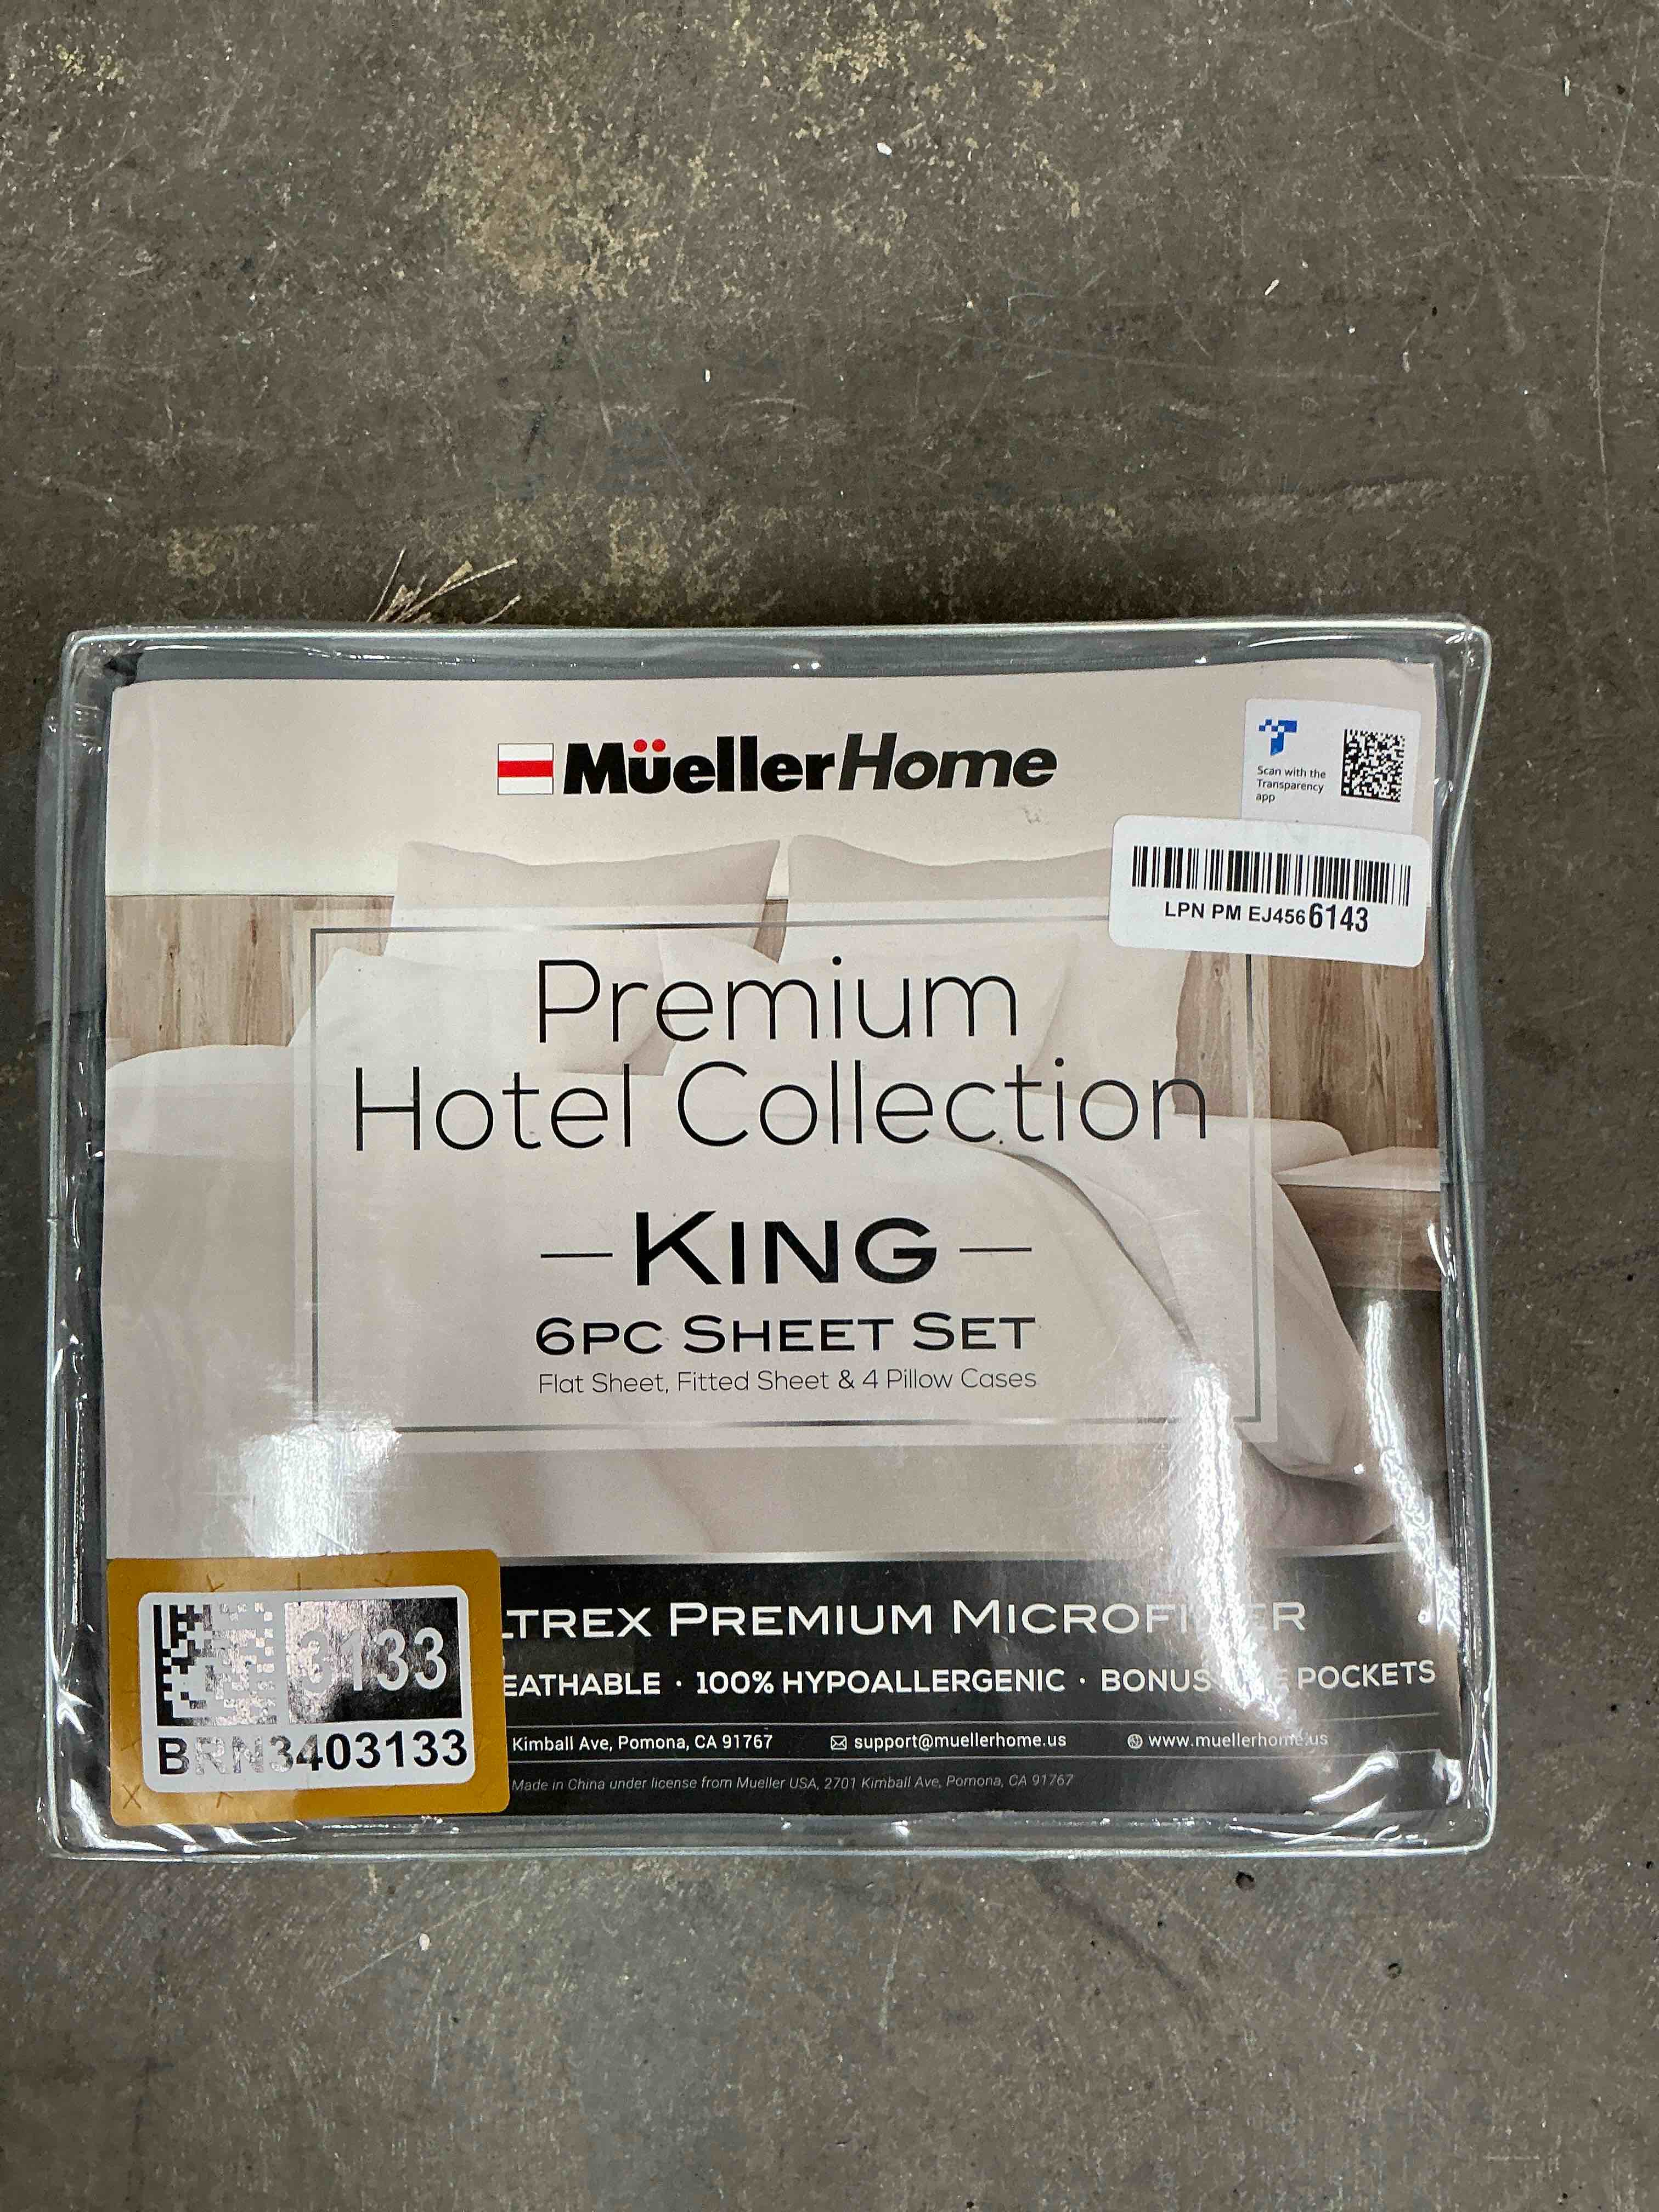 MüellerHome
Scan with the
Transparency
app
LPN PM EJ4566143
Premium
Hotel Collection
KING
6PC SHEET SET
Flat Sheet, Fitted Sheet & 4 Pillow Cases
3133
BRN3403133
LTREX PREMIUM
EATHABLE · 100% HYPOALLERGENIC · BONUS POCKETS
Kimball Ave, Pomona, CA 91767 support@muellerhome.us www.muellerhome.us
Made in China under license from Mueller USA, 2701 Kimball Ave, Pomona, CA 91767